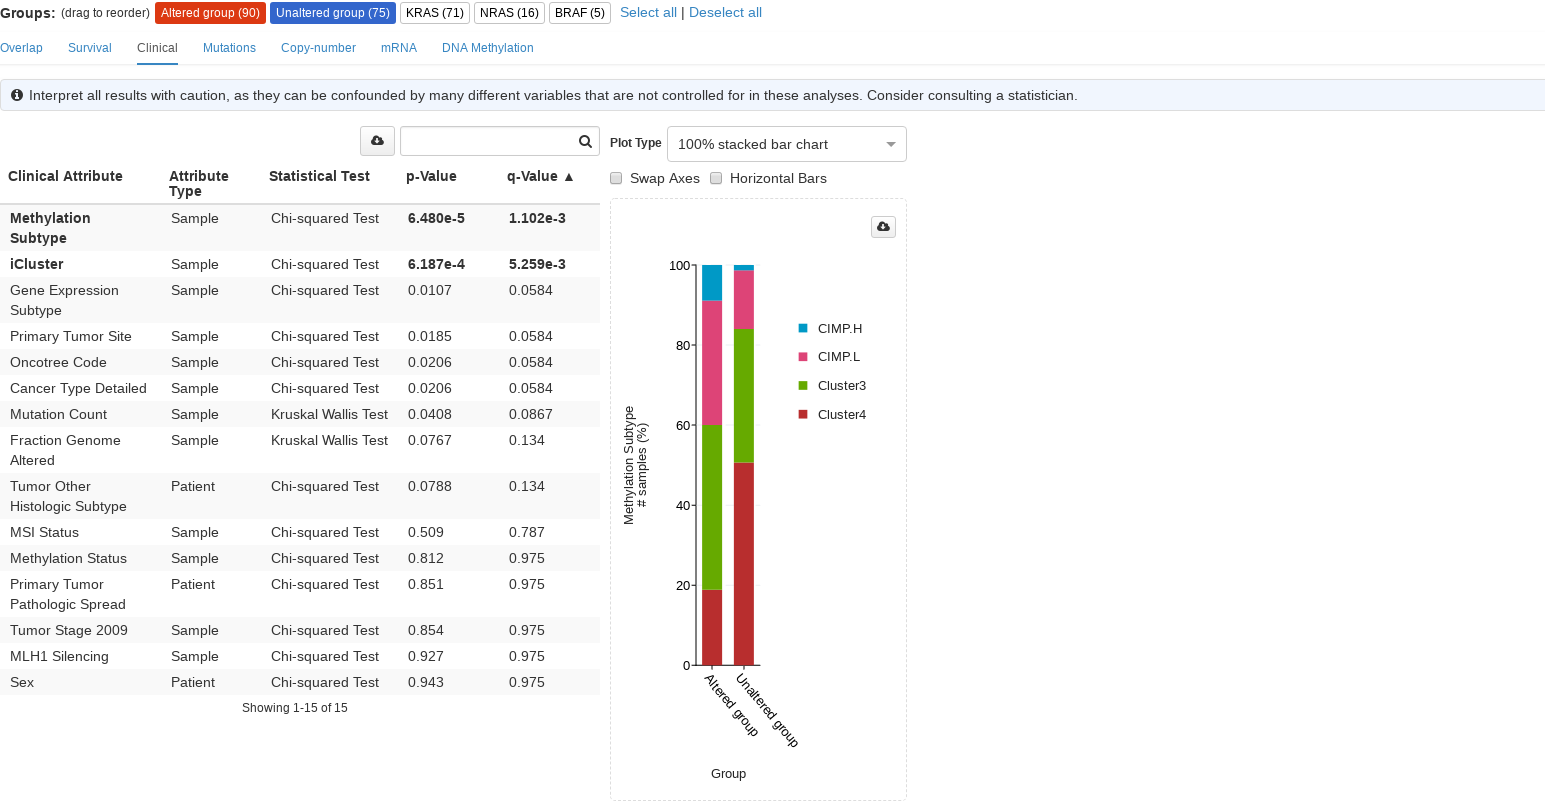 Groups: (drag to reorder) Altered group (90) Unaltered group (75) KRAS (71) NRAS (16) BRAF (5) Select all | Deselect all
Overlap Survival Clinical Mutations Copy-number mRNA DNA Methylation
Interpret all results with caution, as they can be confounded by many different variables that are not controlled for in these analyses. Consider consulting a statistician.
Clinical Attribute Attribute Type Statistical Test p-Value q-Value ▲
Methylation Subtype Sample Chi-squared Test 6.480e-5 1.102e-3
iCluster Sample Chi-squared Test 6.187e-4 5.259e-3
Gene Expression Subtype Sample Chi-squared Test 0.0107 0.0584
Primary Tumor Site Sample Chi-squared Test 0.0185 0.0584
Oncotree Code Sample Chi-squared Test 0.0206 0.0584
Cancer Type Detailed Sample Chi-squared Test 0.0206 0.0584
Mutation Count Sample Kruskal Wallis Test 0.0408 0.0867
Fraction Genome Altered Sample Kruskal Wallis Test 0.0767 0.134
Tumor Other Histologic Subtype Patient Chi-squared Test 0.0788 0.134
MSI Status Sample Chi-squared Test 0.509 0.787
Methylation Status Sample Chi-squared Test 0.812 0.975
Primary Tumor Pathologic Spread Patient Chi-squared Test 0.851 0.975
Tumor Stage 2009 Sample Chi-squared Test 0.854 0.975
MLH1 Silencing Sample Chi-squared Test 0.927 0.975
Sex Patient Chi-squared Test 0.943 0.975
Showing 1-15 of 15
Plot Type 100% stacked bar chart
Swap Axes Horizontal Bars
Methylation Subtype
# samples (%)
100
80
60
40
20
0
CIMP.H
CIMP.L
Cluster3
Cluster4
Altered group
Unaltered group
Group